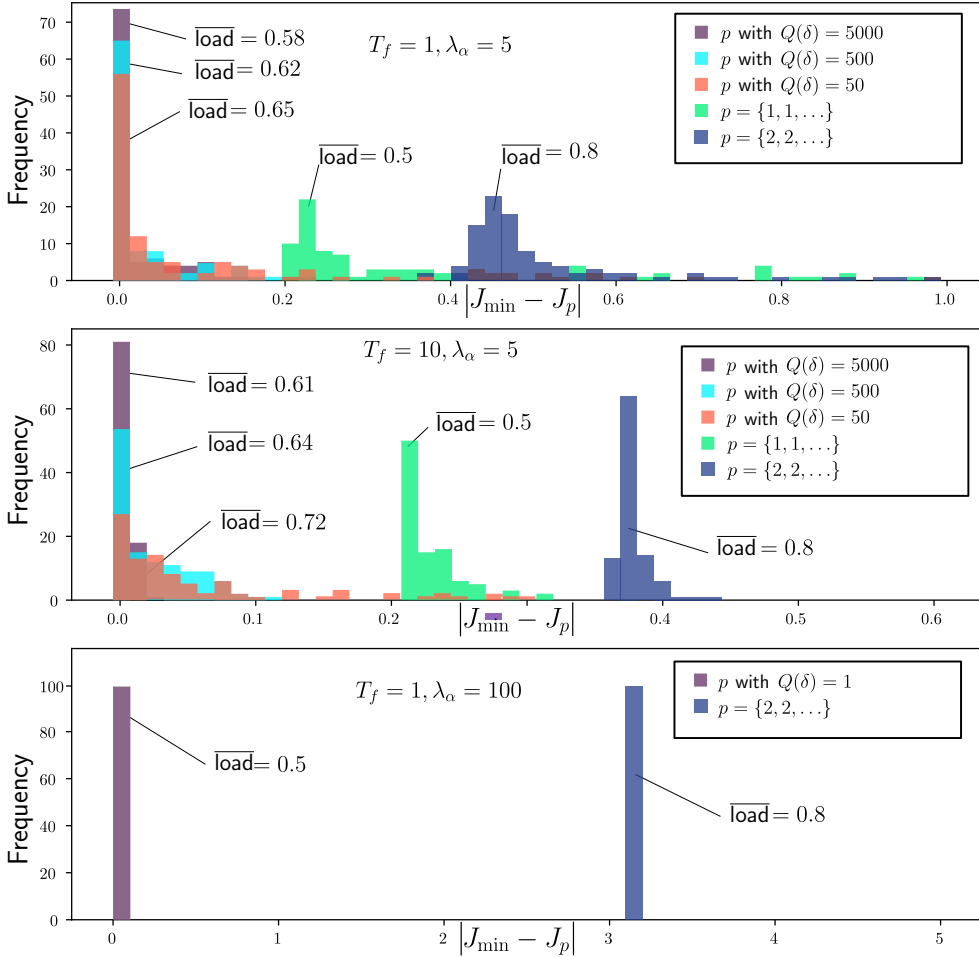 70
60
50
40
30
20
10
0
Frequency
load = 0.58
load = 0.62
load = 0.65
load = 0.5
load = 0.8
T_f = 1, λ_α = 5
p with Q(δ) = 5000
p with Q(δ) = 500
p with Q(δ) = 50
p = {1, 1, ...}
p = {2, 2, ...}
0.0 0.2 0.4 0.6 0.8 1.0
|J_min − J_p|
80
60
40
20
0
Frequency
T_f = 10, λ_α = 5
load = 0.61
load = 0.64
load = 0.72
load = 0.5
load = 0.8
p with Q(δ) = 5000
p with Q(δ) = 500
p with Q(δ) = 50
p = {1, 1, ...}
p = {2, 2, ...}
0.0 0.1 0.2 0.4 0.5 0.6
|J_min − J_p|
100
80
60
40
20
0
Frequency
T_f = 1, λ_α = 100
load = 0.5
load = 0.8
p with Q(δ) = 1
p = {2, 2, ...}
0 1 2 3 4 5
|J_min − J_p|